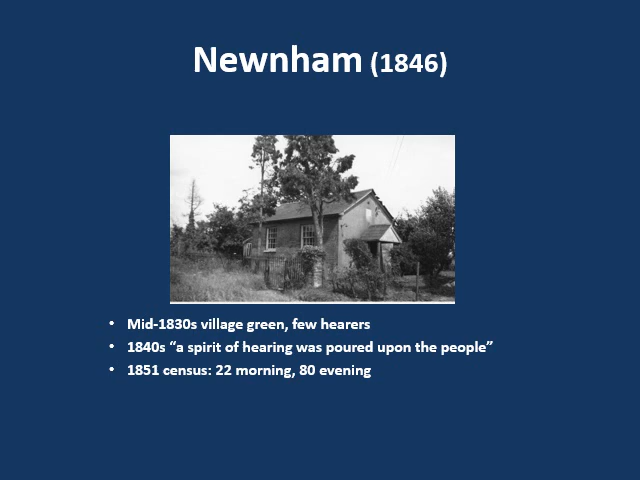 Newnham (1846)
• Mid-1830s village green, few hearers
• 1840s “a spirit of hearing was poured upon the people”
• 1851 census: 22 morning, 80 evening